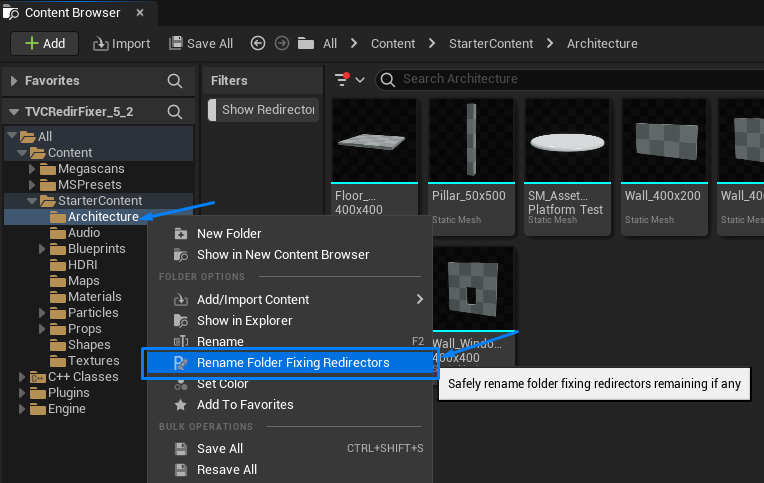 Content Browser
Add
Import
Save All
All
Content
StarterContent
Architecture
Favorites
Filters
Search Architecture
TVCRedirFixer_5_2
Show Redirector
All
Content
Megascans
MSPresets
StarterContent
Architecture
Audio
Blueprints
HDRI
Maps
Materials
Particles
Props
Shapes
Textures
C++ Classes
Plugins
Engine
Floor_...
400x400
Pillar_50x500
Static Mesh
SM_Asset...
Platform Test
Static Mesh
Wall_400x200
Static Mesh
Wall_400x
Static Mesh
Wall_Windo...
400x400
New Folder
Show in New Content Browser
FOLDER OPTIONS
Add/Import Content
Show in Explorer
Rename F2
Rename Folder Fixing Redirectors
Set Color
Add To Favorites
BULK OPERATIONS
Save All CTRL+SHIFT+S
Resave All
Safely rename folder fixing redirectors remaining if any